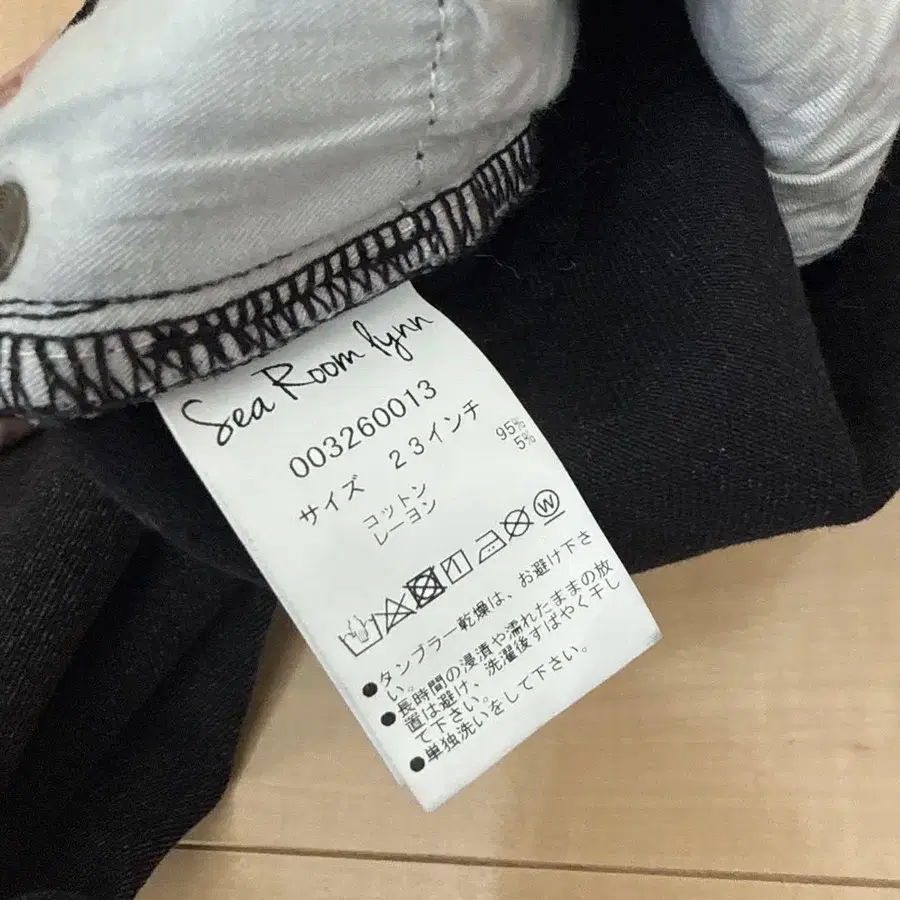 Sea Room lynn
003260013
サイズ 23インチ
コットン 95%
レーヨン 5%
●タンブラー乾燥は、お避け下さ
い。
●長時間の浸漬や濡れたままの放
置は避け、洗濯後すばやく干し
て下さい。
●単独洗いをして下さい。